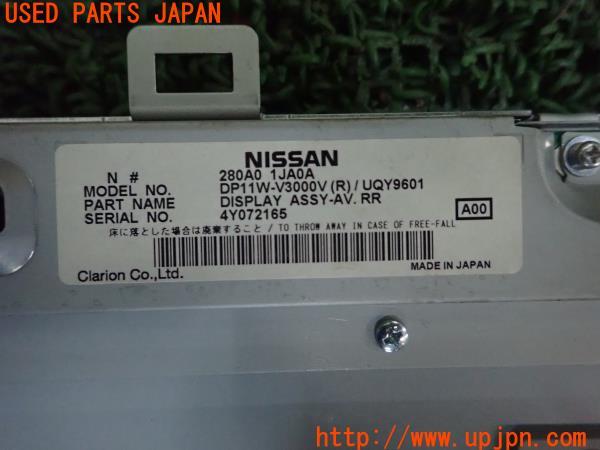 USED PARTS JAPAN
NISSAN
N # 280A0 1JA0A
MODEL NO. DP11W-V3000V (R) / UQY9601
PART NAME DISPLAY ASSY-AV. RR
SERIAL NO. 4Y072165
A00
床に落とした場合は廃棄すること / TO THROW AWAY IN CASE OF FREE-FALL
Clarion Co.,Ltd. MADE IN JAPAN
UPJ
http://www.upjpn.com